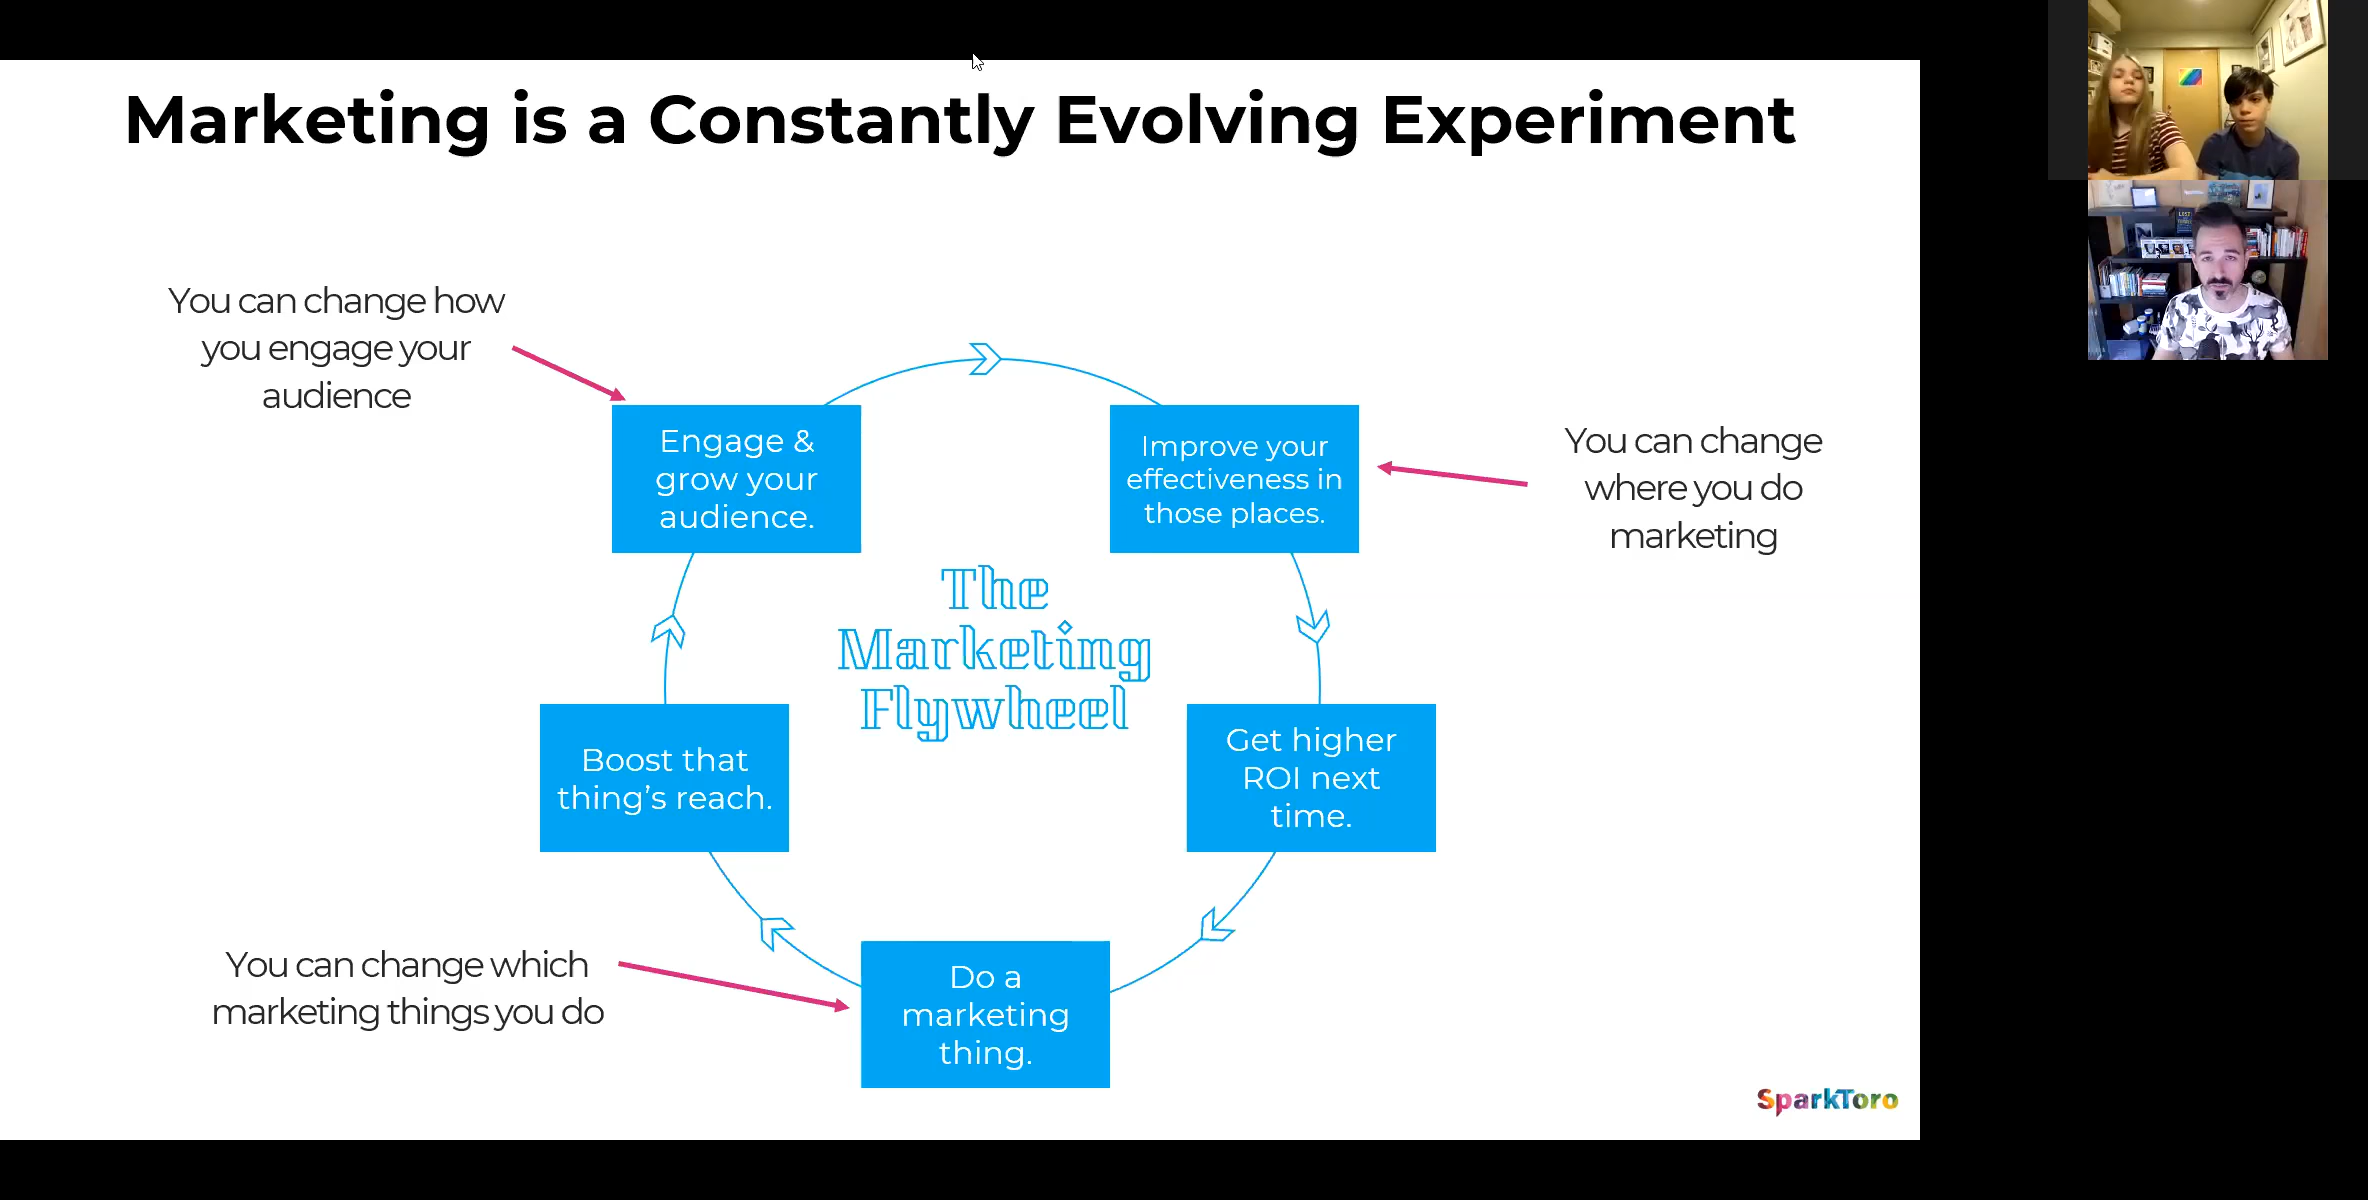 Marketing is a Constantly Evolving Experiment
You can change how
you engage your
audience
Engage &
grow your
audience.
Improve your
effectiveness in
those places.
You can change
where you do
marketing
The
Marketing
Flywheel
Boost that
thing's reach.
Get higher
ROI next
time.
You can change which
marketing things you do
Do a
marketing
thing.
SparkToro